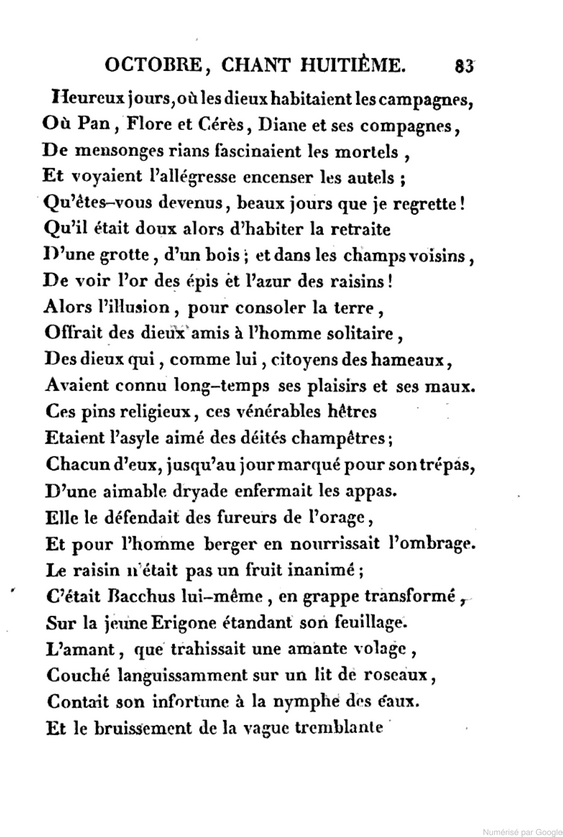 OCTOBRE, CHANT HUITIÈME. 83
Heureux jours, où les dieux habitaient les campagnes,
Où Pan, Flore et Cérès, Diane et ses compagnes,
De mensonges rians fascinaient les mortels,
Et voyaient l'allégresse encenser les autels;
Qu'êtes-vous devenus, beaux jours que je regrette!
Qu'il était doux alors d'habiter la retraite
D'une grotte, d'un bois; et dans les champs voisins,
De voir l'or des épis et l'azur des raisins!
Alors l'illusion, pour consoler la terre,
Offrait des dieux amis à l'homme solitaire,
Des dieux qui, comme lui, citoyens des hameaux,
Avaient connu long-temps ses plaisirs et ses maux.
Ces pins religieux, ces vénérables hêtres
Etaient l'asyle aimé des déités champêtres;
Chacun d'eux, jusqu'au jour marqué pour son trépas,
D'une aimable dryade enfermait les appas.
Elle le défendait des fureurs de l'orage,
Et pour l'homme berger en nourrissait l'ombrage.
Le raisin n'était pas un fruit inanimé;
C'était Bacchus lui-même, en grappe transformé,
Sur la jeune Erigone étandant son feuillage.
L'amant, que trahissait une amante volage,
Couché languissamment sur un lit de roseaux,
Contait son infortune à la nymphe des eaux.
Et le bruissement de la vague tremblante
Numérisé par Google